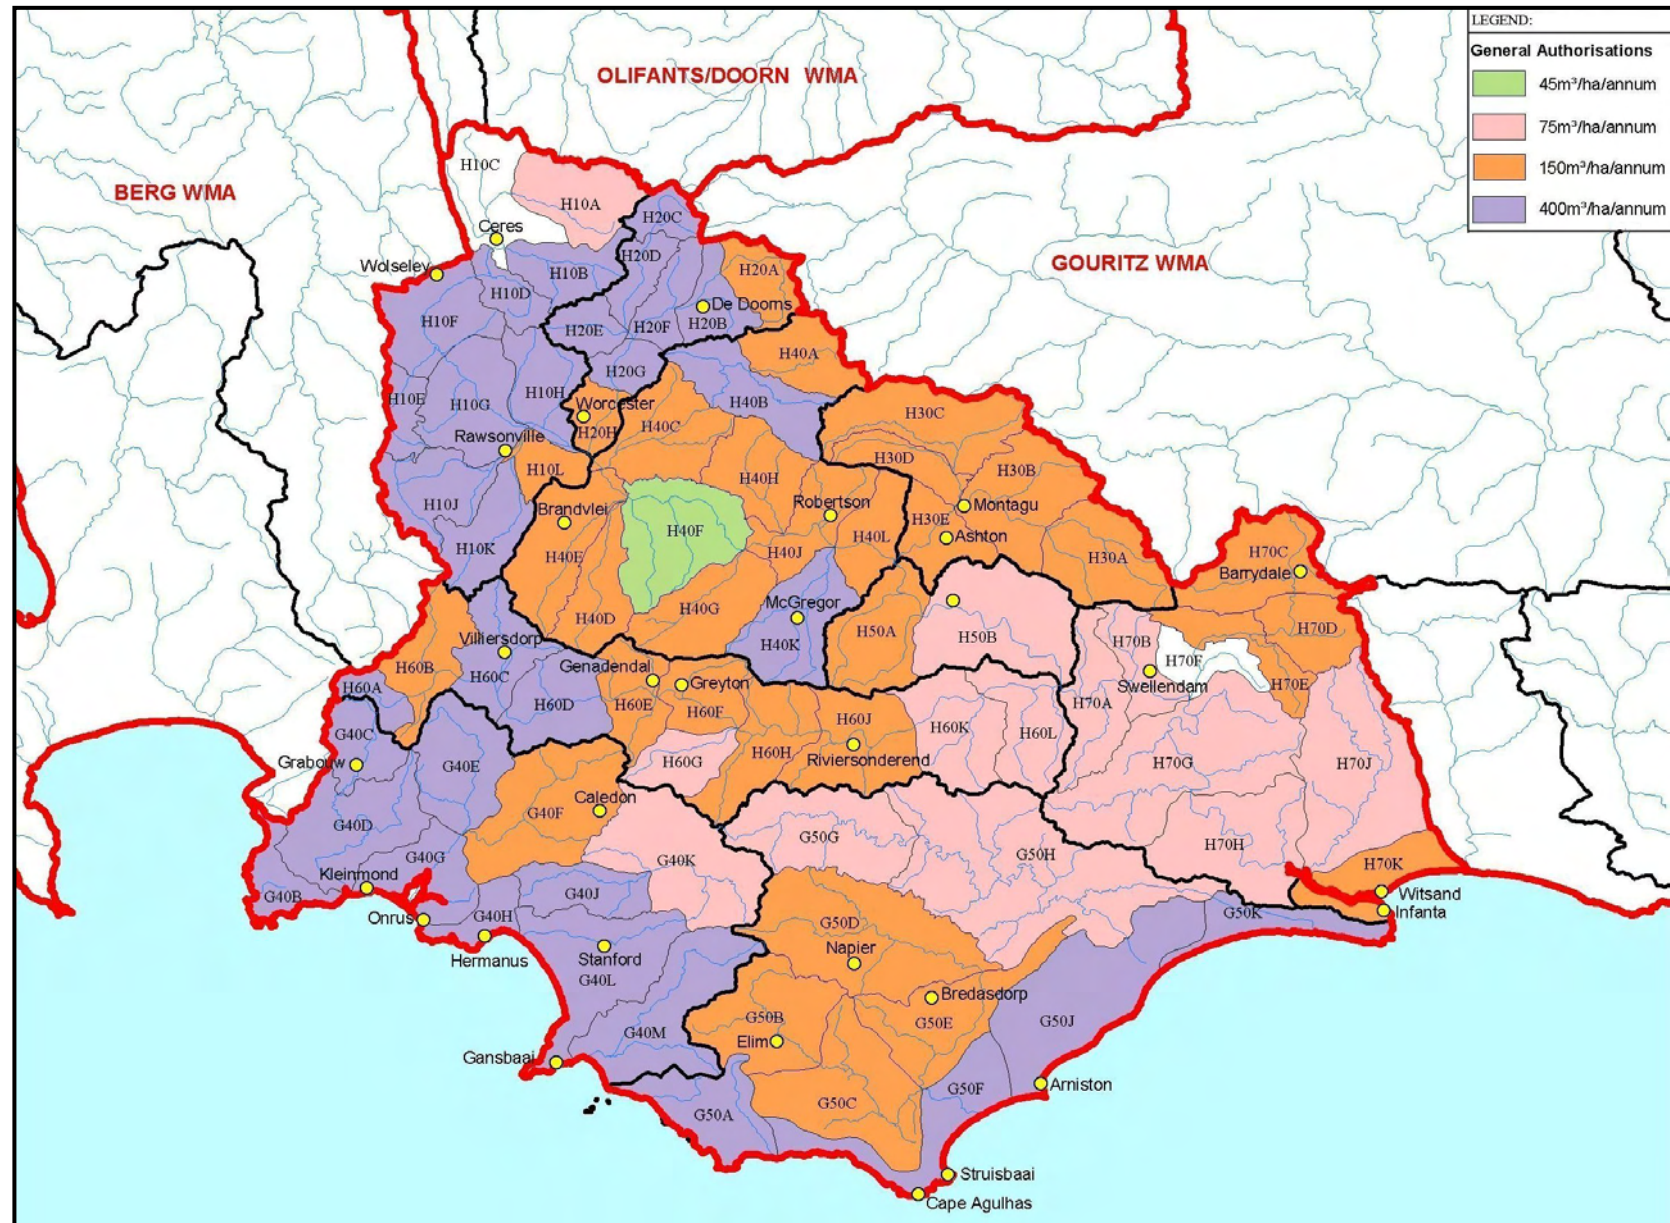 LEGEND:
General Authorisations
45m³/ha/annum
75m³/ha/annum
150m³/ha/annum
400m³/ha/annum
OLIFANTS/DOORN WMA
BERG WMA
GOURITZ WMA
H10C
H10A
H20C
Ceres
Wolseley
H10B
H20D
H20A
H10D
De Doorns
H10F
H20E
H20F
H20B
H40A
H20G
H10E
H10G
H10H
H40B
Worcester
H30C
Rawsonville
H20H
H40C
H30D
H30B
H10L
H40H
H10J
Brandvlei
H40F
Robertson
Montagu
H30E
Ashton
H10K
H40E
H40J
H40L
H30A
H70C
Barrydale
H40D
H40G
McGregor
H50A
H50B
H70D
H40K
H70B
H70F
Villiersdorp
H60B
H60C
Genadendal
Greyton
Swellendam
H70E
H60A
H60D
H60E
H60F
H60J
H60K
H60L
H70A
G40C
Grabouw
G40E
H60G
H60H
Riviersonderend
H70G
H70J
Caledon
G40F
G40D
G50G
G50H
H70H
G40G
G40K
H70K
Kleinmond
G40B
G40J
Witsand
Infanta
Onrus
G40H
G50K
Hermanus
Stanford
G40L
G50D
Napier
Bredasdorp
G50B
G50E
G50J
G40M
Elim
Gansbaai
G50F
Arniston
G50A
G50C
Struisbaai
Cape Agulhas